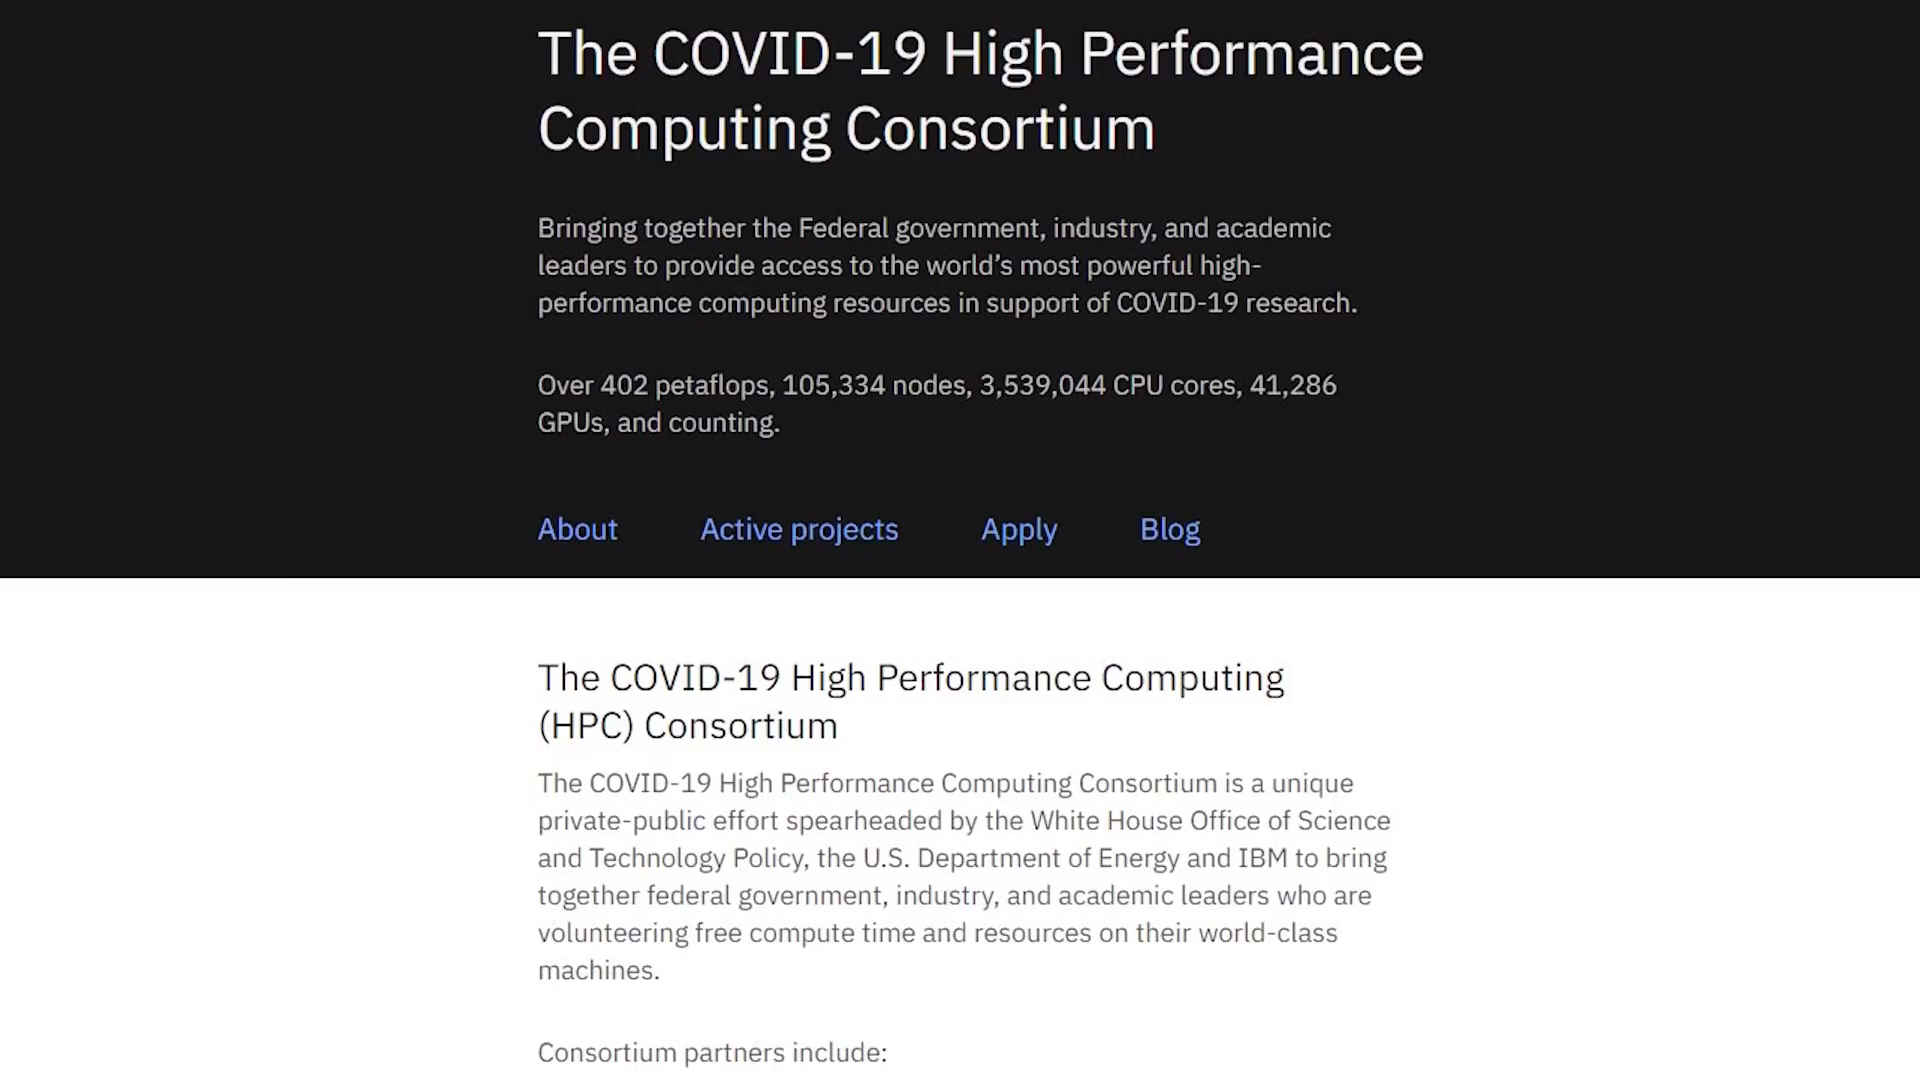 The COVID-19 High Performance
Computing Consortium
Bringing together the Federal government, industry, and academic
leaders to provide access to the world’s most powerful high-
performance computing resources in support of COVID-19 research.
Over 402 petaflops, 105,334 nodes, 3,539,044 CPU cores, 41,286
GPUs, and counting.
About Active projects Apply Blog
The COVID-19 High Performance Computing
(HPC) Consortium
The COVID-19 High Performance Computing Consortium is a unique
private-public effort spearheaded by the White House Office of Science
and Technology Policy, the U.S. Department of Energy and IBM to bring
together federal government, industry, and academic leaders who are
volunteering free compute time and resources on their world-class
machines.
Consortium partners include: